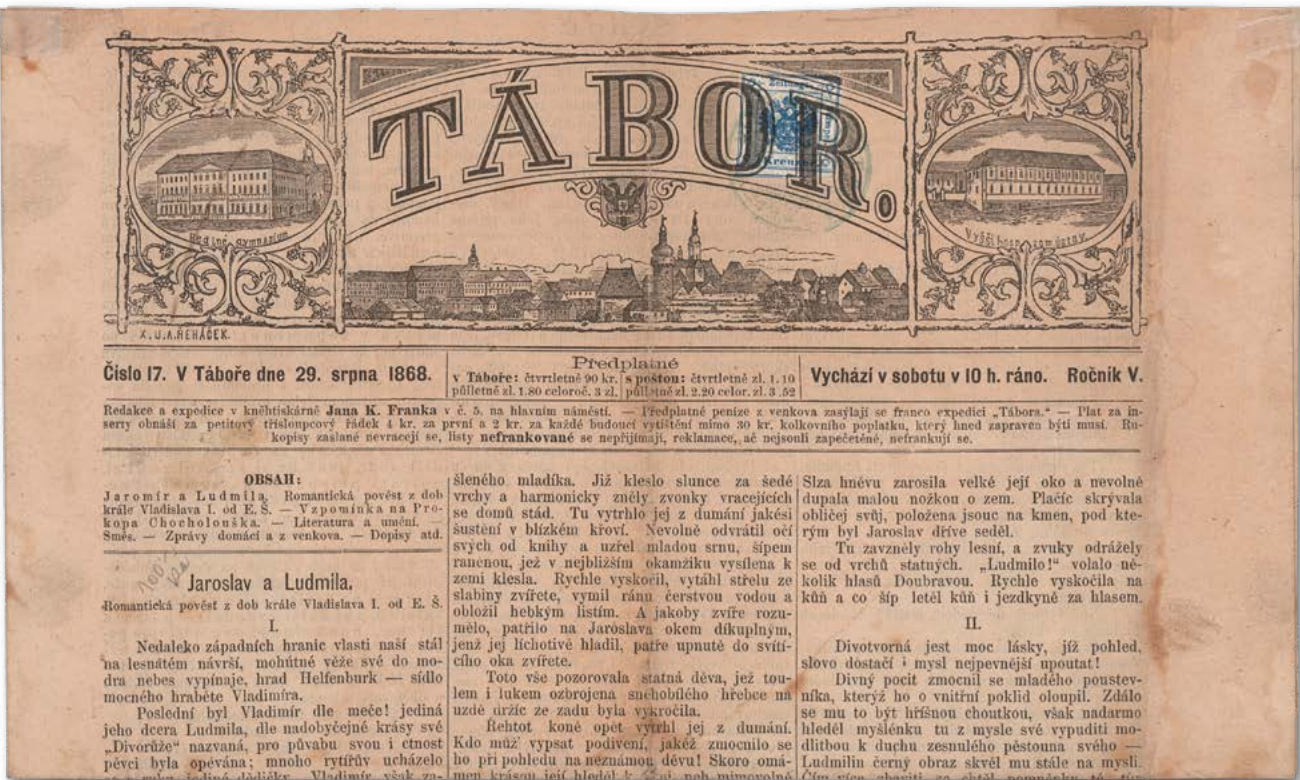 TÁBOR.
Zeitungs
Kreuzer
Reálné gymnasium
Vyšší hosp.
X.U.A.ŘEHÁČEK.
Číslo 17. V Táboře dne 29. srpna 1868.
Předplatné
v Táboře: čtvrtletně 90 kr.
půlletně zl. 1.80 celoroč. 3 zl.
s poštou: čtvrtletně zl. 1.10
půlletně zl. 2.20 celor. zl. 3.52
Vychází v sobotu v 10 h. ráno. Ročník V.
Redakce a expedice v kněhtiskárně Jana K. Franka v č. 5. na hlavním náměstí. — Předplatné peníze z venkova zasýlají se franco expedici „Tábora.“ — Plat za in-
serty obnáší za petitový třísloupcový řádek 4 kr. za první a 2 kr. za každé budoucí vytištění mimo 30 kr. kolkovního poplatku, který hned zapraven býti musí. Ru-
kopisy zaslané nevracejí se, listy nefrankované se nepřijímají, reklamace, ač nejsouli zapečetěné, nefrankují se.
OBSAH:
Jaromír a Ludmila. Romantická pověst z dob
krále Vladislava I. od E. Š. — Vzpomínka na Pro-
kopa Chocholouška. — Literatura a umění. —
Směs. — Zprávy domácí a z venkova. — Dopisy atd.
Jaroslav a Ludmila.
Romantická pověst z dob krále Vladislava I. od E. Š.
I.
Nedaleko západních hranic vlasti naší stál
na lesnatém návrší, mohútné věže své do mo-
dra nebes vypínaje, hrad Helfenburk — sídlo
mocného hraběte Vladimíra.
Poslední byl Vladimír dle meče! jediná
jeho dcera Ludmila, dle nadobyčejné krásy své
„Divorůže“ nazvaná, pro půvabu svou i ctnost
pěvci byla opěvána; mnoho rytířův ucházelo
se o ruku jediné dědičky. Vladimír však za-
šleného mladíka. Již kleslo slunce za šedé
vrchy a harmonicky zněly zvonky vracejících
se domů stád. Tu vytrhlo jej z dumání jakési
šustění v blízkém křoví. Nevolně odvrátil očí
svých od knihy a uzřel mladou srnu, šípem
raněnou, jež v nejbližším okamžiku vysílena k
zemi klesla. Rychle vyskočil, vytáhl střelu ze
slabiny zvířete, vymil ránu čerstvou vodou a
obložil hebkým listím. A jakoby zvíře rozu-
mělo, patřilo na Jaroslava okem díkuplným,
jenž jej lichotivě hladil, patře upnutě do svítí-
cího oka zvířete.
Toto vše pozorovala statná děva, jež tou-
lem i lukem ozbrojena sněhobílého hřebce na
uzdě držíc ze zadu byla vykročila.
Řehtot koně opět vytrhl jej z dumání.
Kdo můž' vypsat podivení, jakéž zmocnilo se
ho při pohledu na neznámou děvu! Skoro omá-
men krásou její hleděl k
Slza hněvu zarosila velké její oko a nevolně
dupala malou nožkou o zem. Plačíc skrývala
obličej svůj, položena jsouc na kmen, pod kte-
rým byl Jaroslav dříve seděl.
Tu zavzněly rohy lesní, a zvuky odrážely
se od vrchů statných. „Ludmilo!“ volalo ně-
kolik hlasů Doubravou. Rychle vyskočila na
kůň a co šíp letěl kůň i jezdkyně za hlasem.
II.
Divotvorná jest moc lásky, jíž pohled,
slovo dostačí i mysl nejpevnější upoutat!
Divný pocit zmocnil se mladého poustev-
níka, kterýž ho o vnitřní poklid oloupil. Zdálo
se mu to být hříšnou choutkou, však nadarmo
hleděl myšlénku tu z mysle své vypuditi mo-
dlitbou k duchu zesnulého pěstouna svého —
Ludmilin černý obraz skvěl mu stále na mysli.